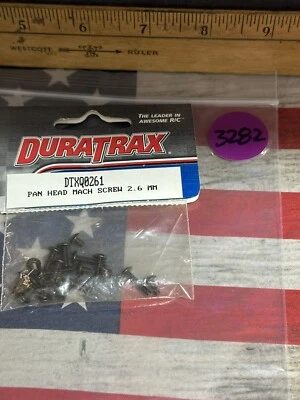 5 6 7 8 9
WESTCOTT RULER
THE LEADER IN
AWESOME R/C
DURATRAX
3282
DTXQ0261
PAN HEAD MACH SCREW 2.6 MM